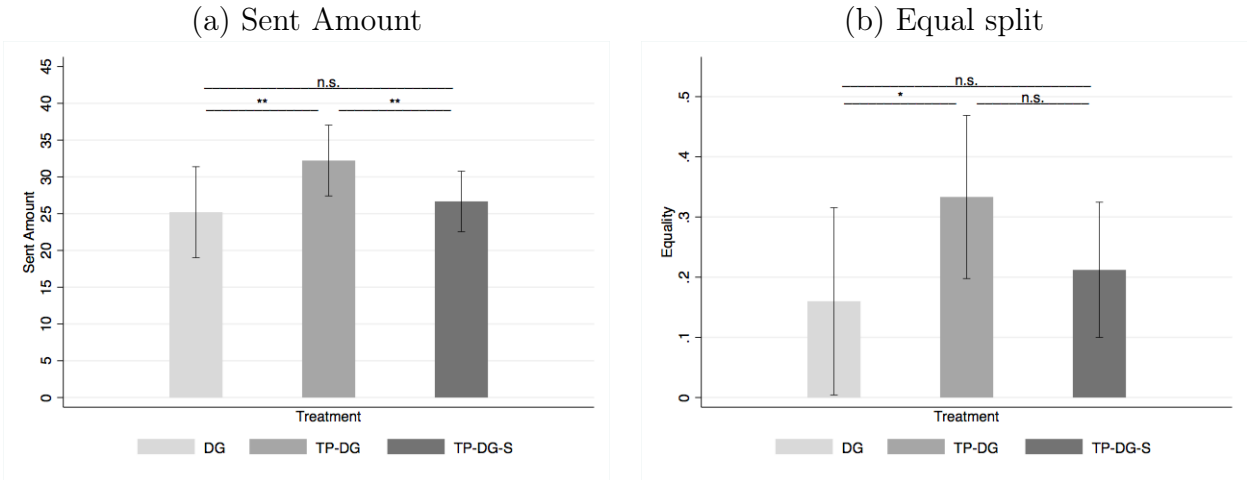 (a) Sent Amount
45
40
35
30
25
20
15
10
5
0
Sent Amount
n.s.
** **
Treatment
DG TP-DG TP-DG-S
(b) Equal split
.5
.4
.3
.2
.1
0
Equality
n.s.
* n.s.
Treatment
DG TP-DG TP-DG-S